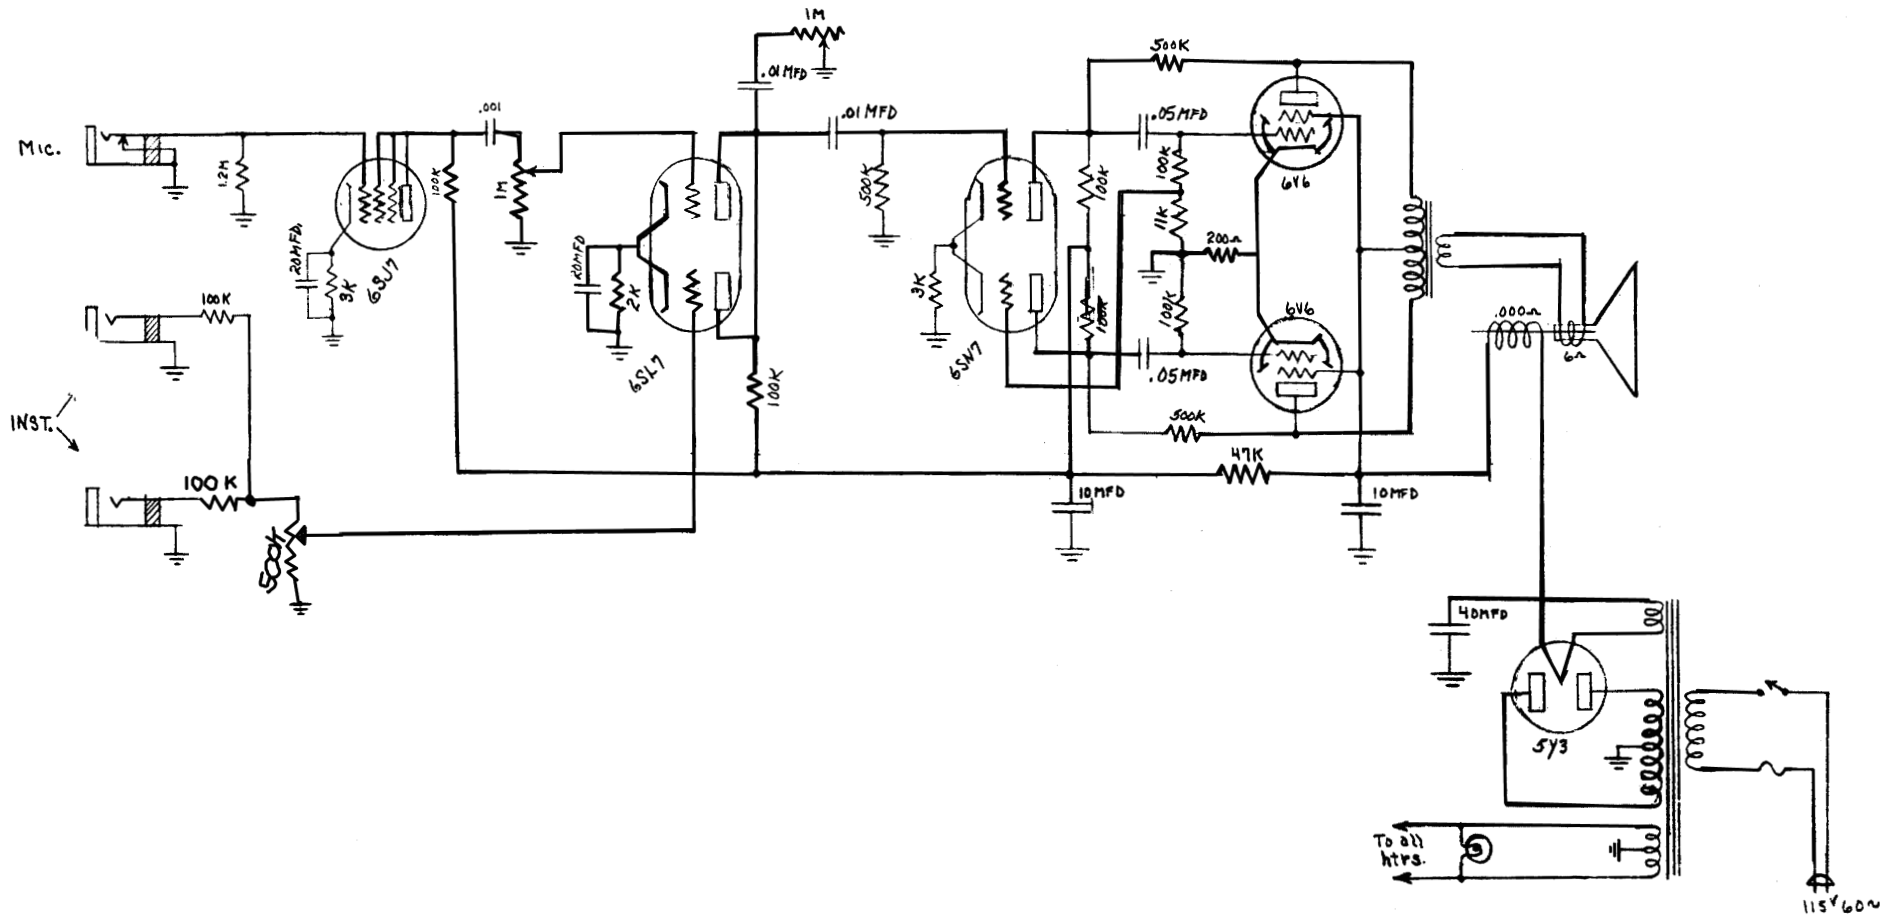 1M
.01MFD
.001
.01MFD
500K
.05MFD
Mic.
1.2M
100K
1M
500K
100K
100K
6V6
11K
200Ω
20MFD.
3K
6SJ7
20MFD
2K
6SL7
3K
6SN7
100K
100K
6V6
.05MFD
.000Ω
6Ω
100K
INST.
100K
500K
47K
10MFD
10MFD
100K
500K
40MFD
5Y3
To all
htrs.
115V 60~